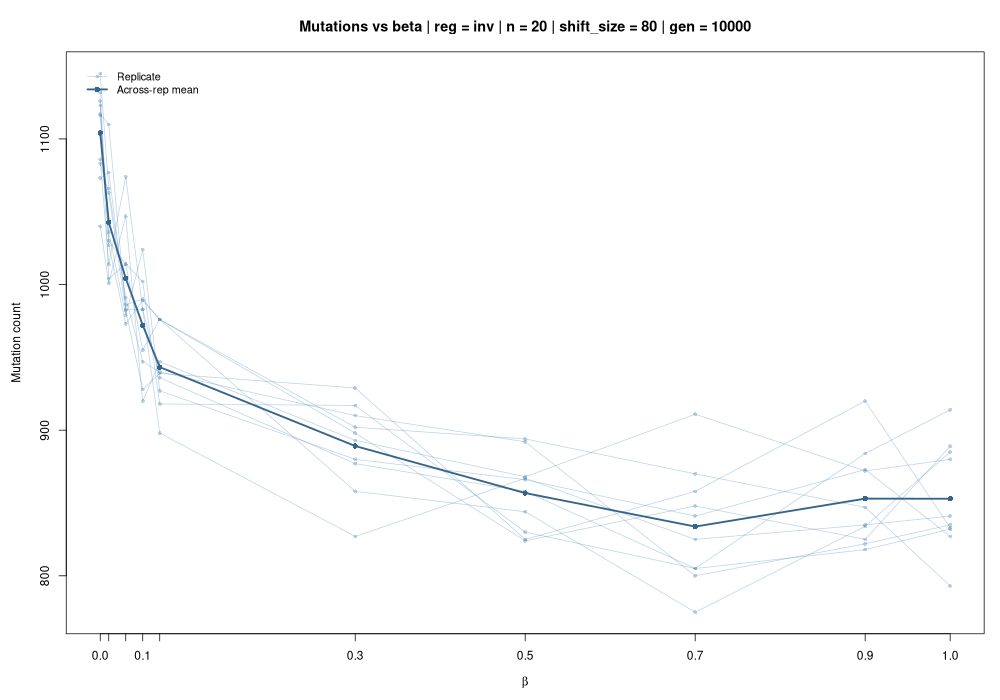 Mutations vs beta | reg = inv | n = 20 | shift_size = 80 | gen = 10000
Replicate
Across-rep mean
Mutation count
1100
1000
900
800
0.0 0.1 0.3 0.5 0.7 0.9 1.0
β